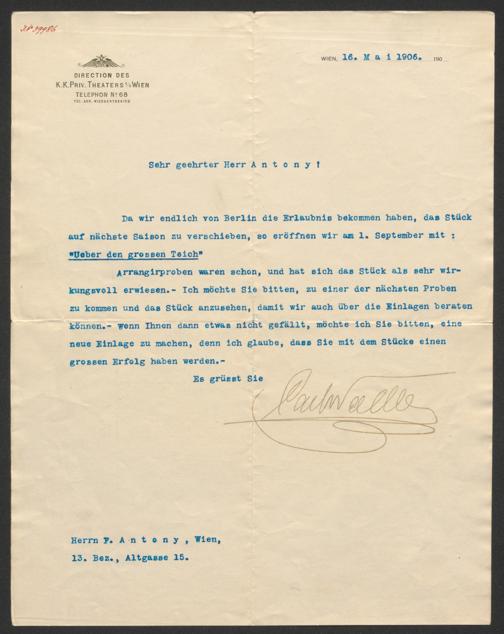 WIEN, 16. Mai 1906. 190
DIRECTION DES
K.K. PRIV. THEATERS A/D WIEN
TELEPHON No 68
Sehr geehrter Herr Antony!
Da wir endlich von Berlin die Erlaubnis bekommen haben, das Stück
auf nächste Saison zu verschieben, so eröffnen wir am 1. September mit :
"Ueber den grossen Teich"
Arrangirproben waren schon, und hat sich das Stück als sehr wir-
kungsvoll erwiesen.- Ich möchte Sie bitten, zu einer der nächsten Proben
zu kommen und das Stück anzusehen, damit wir auch über die Einlagen beraten
können.- Wenn Ihnen dann etwas nicht gefällt, möchte ich Sie bitten, eine
neue Einlage zu machen, denn ich glaube, dass Sie mit dem Stücke einen
grossen Erfolg haben werden.-
Es grüsst Sie
Herrn F. Antony, Wien,
13. Bez., Altgasse 15.